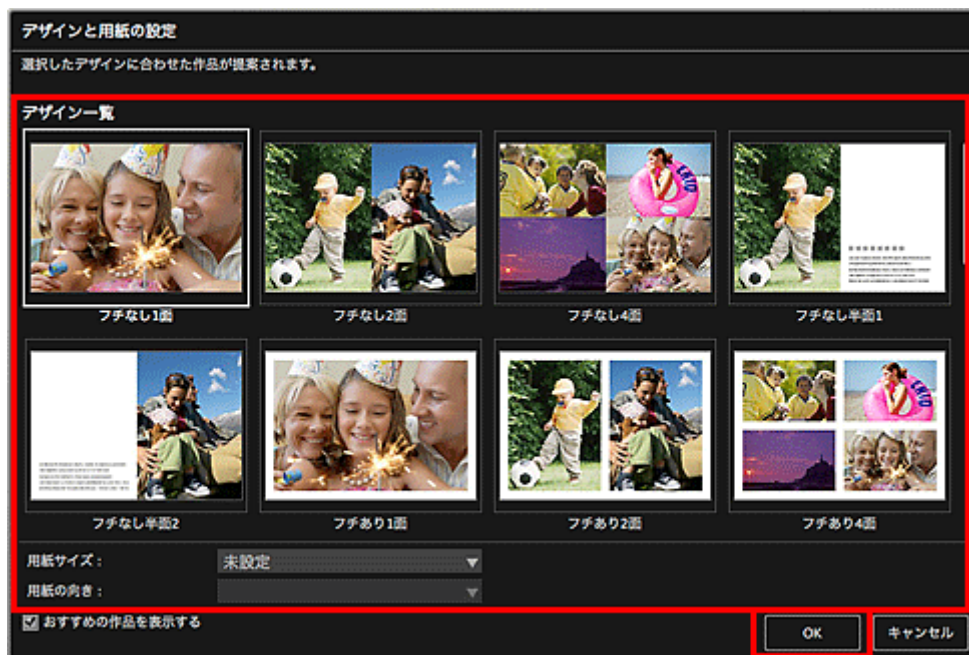 デザインと用紙の設定
選択したデザインに合わせた作品が提案されます。
デザイン一覧
フチなし1面
フチなし2面
フチなし4面
フチなし半面1
フチなし半面2
フチあり1面
フチあり2面
フチあり4面
用紙サイズ：
未設定
用紙の向き：
おすすめの作品を表示する
OK
キャンセル